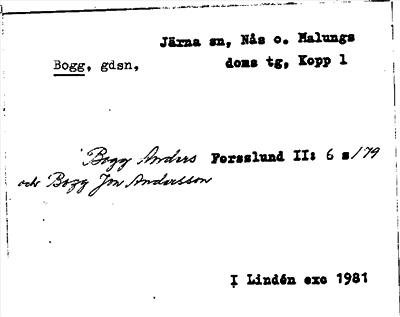 Järna sn, Nås o. Malungs
Bogg, gdsn, doms tg, Kopp 1
Bogg Anders Forsslund II: 6 s/79
och Bogg Jon Andersson
I Lindén exc 1981